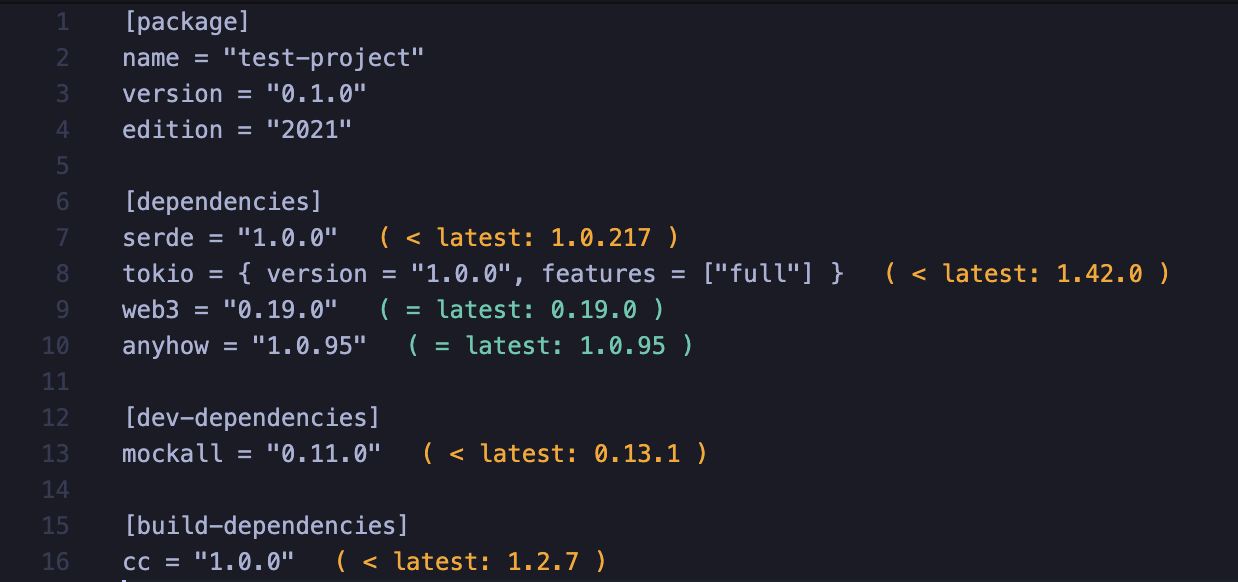 1 [package]
2 name = "test-project"
3 version = "0.1.0"
4 edition = "2021"
5
6 [dependencies]
7 serde = "1.0.0" ( < latest: 1.0.217 )
8 tokio = { version = "1.0.0", features = ["full"] } ( < latest: 1.42.0 )
9 web3 = "0.19.0" ( = latest: 0.19.0 )
10 anyhow = "1.0.95" ( = latest: 1.0.95 )
11
12 [dev-dependencies]
13 mockall = "0.11.0" ( < latest: 0.13.1 )
14
15 [build-dependencies]
16 cc = "1.0.0" ( < latest: 1.2.7 )